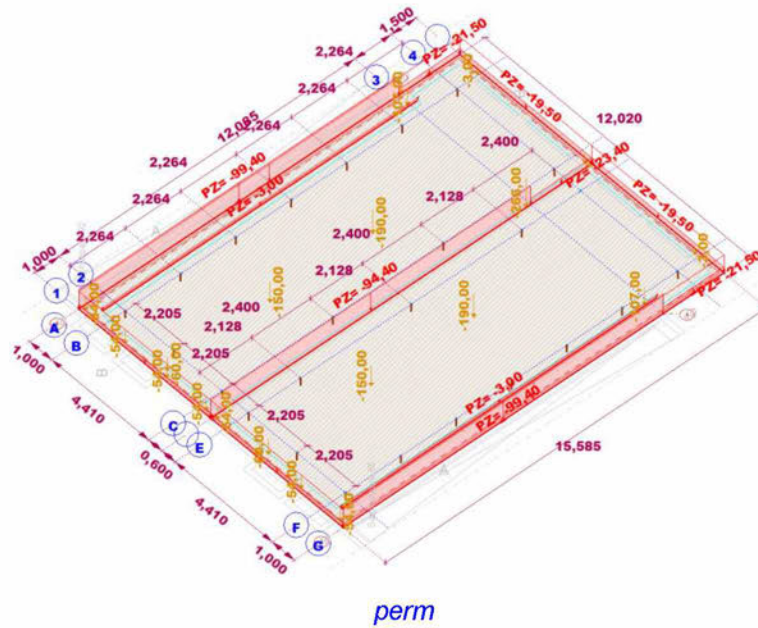 1,500
PZ= -21,50
4
3
2,264
-3,00
PZ= -19,50
12,020
2,264
12,085
2,264
2,400
PZ= -23,40
2,264
PZ= -99,40
PZ= -3,00
2,128
-266,00
PZ= -19,50
2,264
-190,00
2,400
1,000
2,264
A
2,128
PZ= -94,40
PZ= -21,50
2
1
-150,00
2,400
-190,00
2,205
2,128
A
B
2,205
B
-150,00
1,000
2,205
PZ= -3,00
PZ= -99,40
C
E
2,205
4,410
15,585
A
0,600
F
4,410
G
1,000
perm